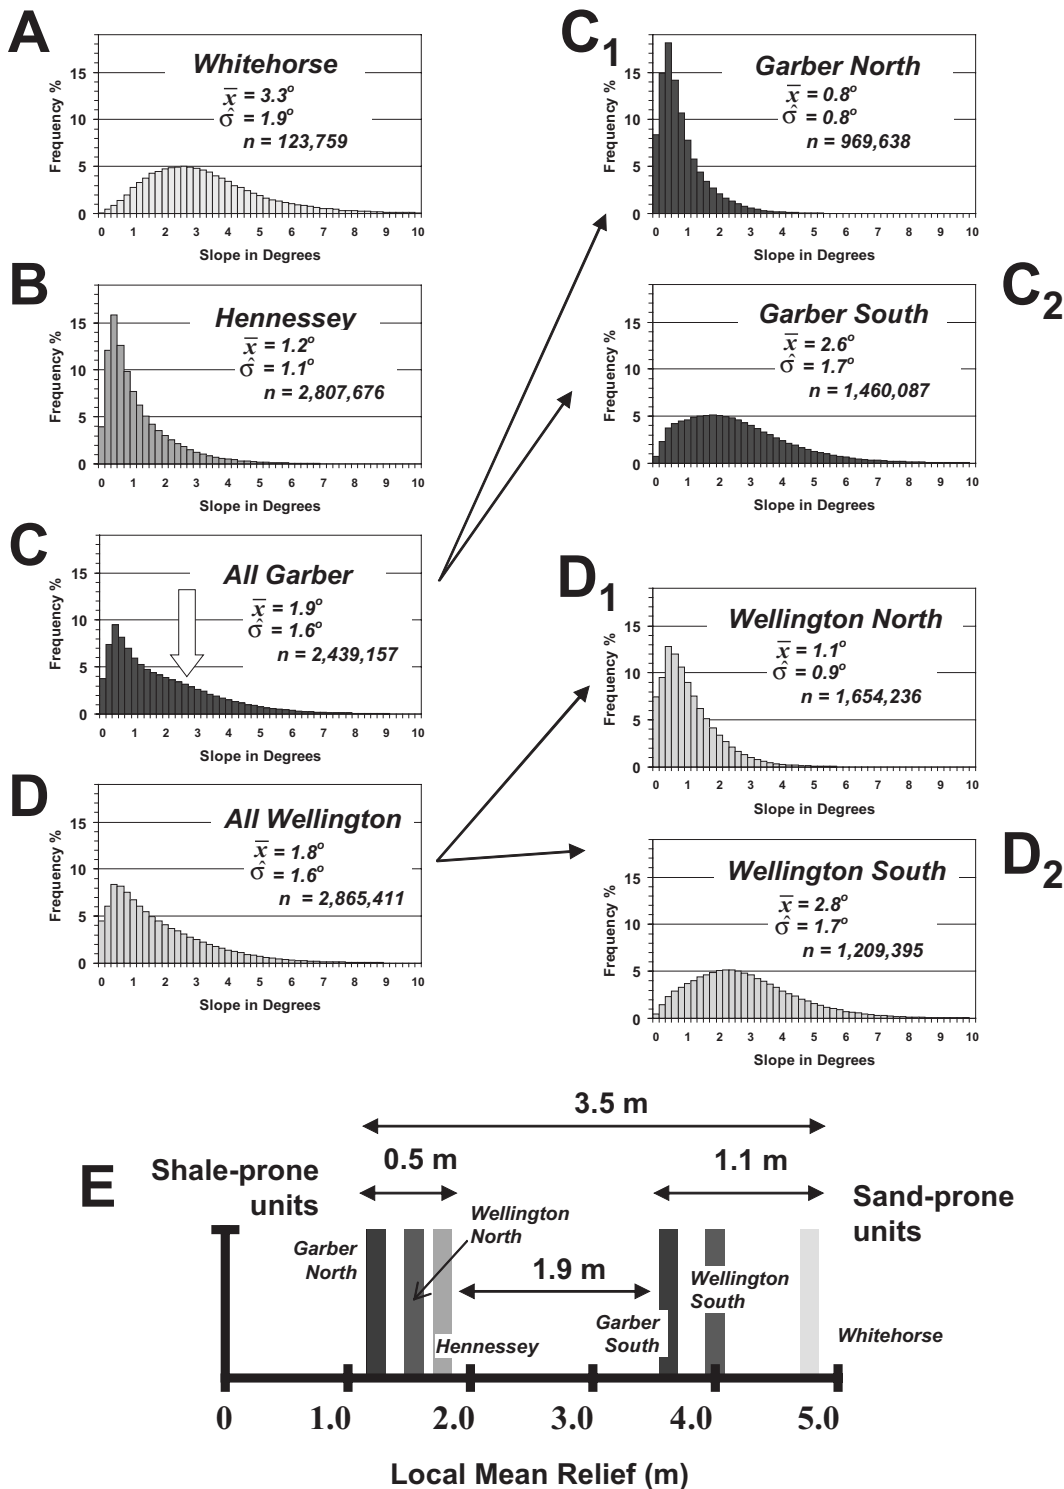 A
Whitehorse
x̅ = 3.3°
σ̂ = 1.9°
n = 123,759
Frequency %
15
10
5
0
0 1 2 3 4 5 6 7 8 9 10
Slope in Degrees
B
Hennessey
x̅ = 1.2°
σ̂ = 1.1°
n = 2,807,676
Frequency %
15
10
5
0
0 1 2 3 4 5 6 7 8 9 10
Slope in Degrees
C
All Garber
x̅ = 1.9°
σ̂ = 1.6°
n = 2,439,157
Frequency %
15
10
5
0
0 1 2 3 4 5 6 7 8 9 10
Slope in Degrees
D
All Wellington
x̅ = 1.8°
σ̂ = 1.6°
n = 2,865,411
Frequency %
15
10
5
0
0 1 2 3 4 5 6 7 8 9 10
Slope in Degrees
C1
Garber North
x̅ = 0.8°
σ̂ = 0.8°
n = 969,638
Frequency %
15
10
5
0
0 1 2 3 4 5 6 7 8 9 10
Slope in Degrees
C2
Garber South
x̅ = 2.6°
σ̂ = 1.7°
n = 1,460,087
Frequency %
15
10
5
0
0 1 2 3 4 5 6 7 8 9 10
Slope in Degrees
D1
Wellington North
x̅ = 1.1°
σ̂ = 0.9°
n = 1,654,236
Frequency %
15
10
5
0
0 1 2 3 4 5 6 7 8 9 10
Slope in Degrees
D2
Wellington South
x̅ = 2.8°
σ̂ = 1.7°
n = 1,209,395
Frequency %
15
10
5
0
0 1 2 3 4 5 6 7 8 9 10
Slope in Degrees
E
3.5 m
0.5 m
1.1 m
Shale-prone
units
Sand-prone
units
Garber
North
Wellington
North
Hennessey
1.9 m
Garber
South
Wellington
South
Whitehorse
0 1.0 2.0 3.0 4.0 5.0
Local Mean Relief (m)